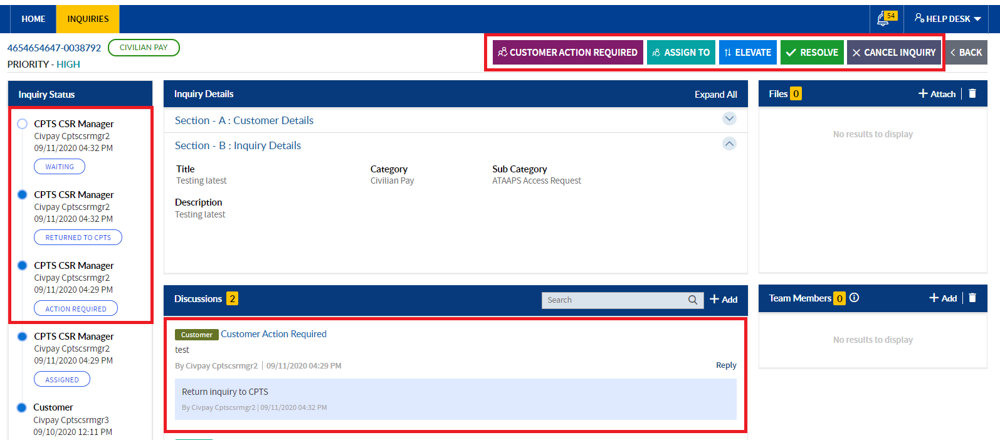 HOME
INQUIRIES
54
HELP DESK
4654654647-0038792
CIVILIAN PAY
PRIORITY - HIGH
CUSTOMER ACTION REQUIRED
ASSIGN TO
ELEVATE
RESOLVE
CANCEL INQUIRY
BACK
Inquiry Status
CPTS CSR Manager
Civpay Cptscsrmgr2
09/11/2020 04:32 PM
WAITING
CPTS CSR Manager
Civpay Cptscsrmgr2
09/11/2020 04:32 PM
RETURNED TO CPTS
CPTS CSR Manager
Civpay Cptscsrmgr2
09/11/2020 04:29 PM
ACTION REQUIRED
CPTS CSR Manager
Civpay Cptscsrmgr2
09/11/2020 04:29 PM
ASSIGNED
Customer
Civpay Cptscsrmgr3
09/10/2020 12:11 PM
Inquiry Details
Expand All
Section - A : Customer Details
Section - B : Inquiry Details
Title
Testing latest
Category
Civilian Pay
Sub Category
ATAAPS Access Request
Description
Testing latest
Discussions 2
Search
Add
Customer Customer Action Required
test
By Civpay Cptscsrmgr2 | 09/11/2020 04:29 PM
Reply
Return inquiry to CPTS
By Civpay Cptscsrmgr2 | 09/11/2020 04:32 PM
Files 0
Attach
No results to display
Team Members 0
Add
No results to display